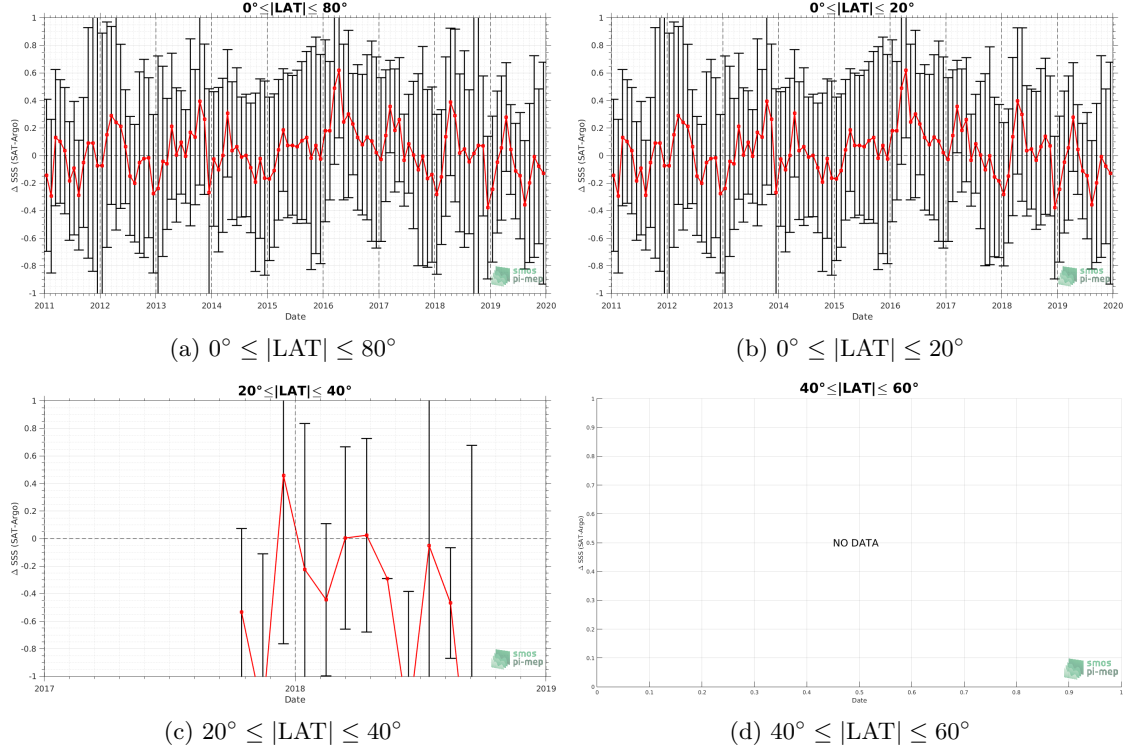 0°≤|LAT|≤ 80°
Δ SSS (SAT-Argo)
1
0.8
0.6
0.4
0.2
0
-0.2
-0.4
-0.6
-0.8
-1
2011 2012 2013 2014 2015 2016 2017 2018 2019 2020
Date
smos
pi-mep
(a) 0° ≤ |LAT| ≤ 80°
0°≤|LAT|≤ 20°
Δ SSS (SAT-Argo)
1
0.8
0.6
0.4
0.2
0
-0.2
-0.4
-0.6
-0.8
-1
2011 2012 2013 2014 2015 2016 2017 2018 2019 2020
Date
smos
pi-mep
(b) 0° ≤ |LAT| ≤ 20°
20°≤|LAT|≤ 40°
Δ SSS (SAT-Argo)
1
0.8
0.6
0.4
0.2
0
-0.2
-0.4
-0.6
-0.8
-1
2017 2018 2019
Date
smos
pi-mep
(c) 20° ≤ |LAT| ≤ 40°
40°≤|LAT|≤ 60°
Δ SSS (SAT-Argo)
1
0.9
0.8
0.7
0.6
0.5
0.4
0.3
0.2
0.1
0
NO DATA
0 0.1 0.2 0.3 0.4 0.5 0.6 0.7 0.8 0.9 1
Date
smos
pi-mep
(d) 40° ≤ |LAT| ≤ 60°